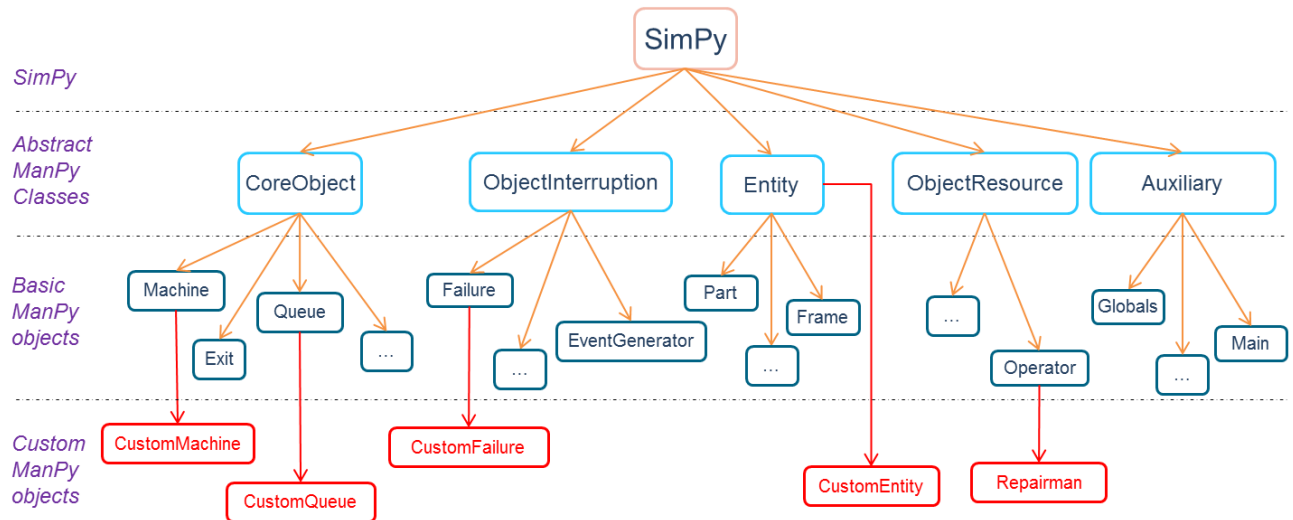 SimPy
SimPy
Abstract
ManPy
Classes
CoreObject
ObjectInterruption
Entity
ObjectResource
Auxiliary
Basic
ManPy
objects
Machine
Exit
Queue
...
Failure
...
EventGenerator
Part
...
Frame
...
Operator
Globals
...
Main
Custom
ManPy
objects
CustomMachine
CustomQueue
CustomFailure
CustomEntity
Repairman